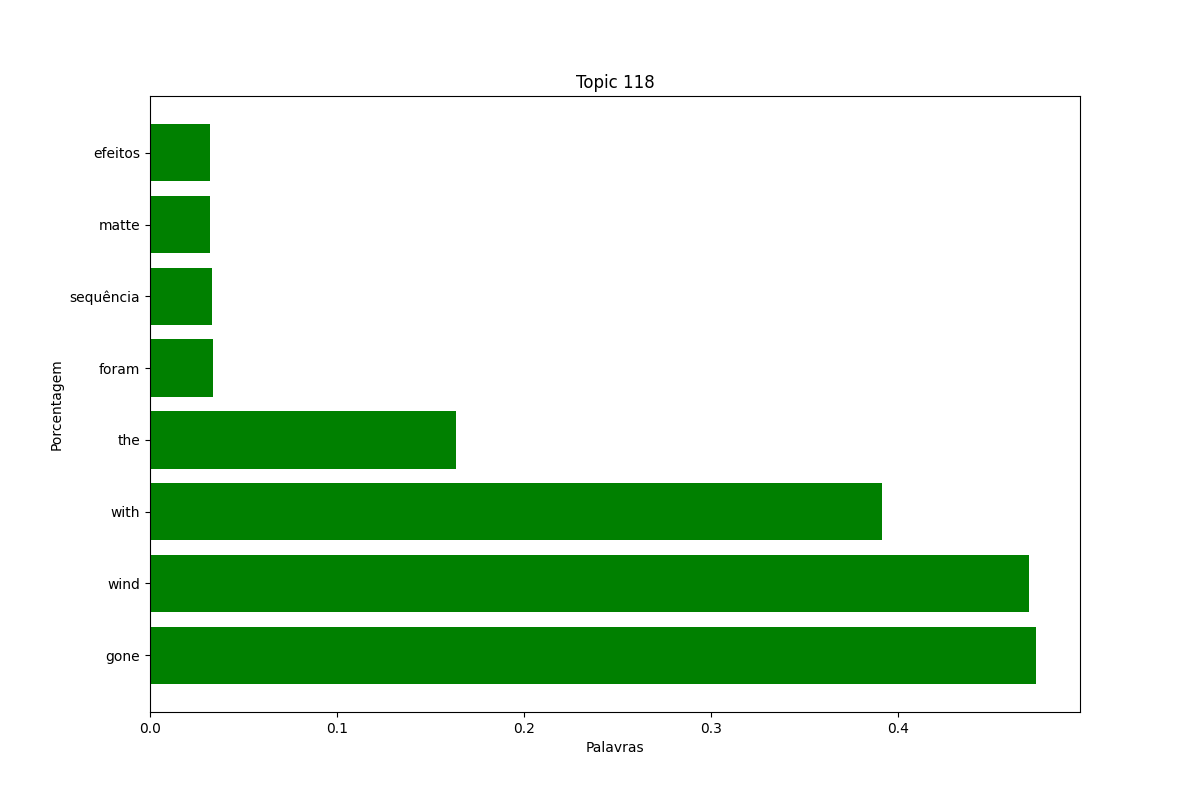 Topic 118
efeitos
matte
sequência
foram
the
with
wind
gone
Porcentagem
0.0 0.1 0.2 0.3 0.4
Palavras